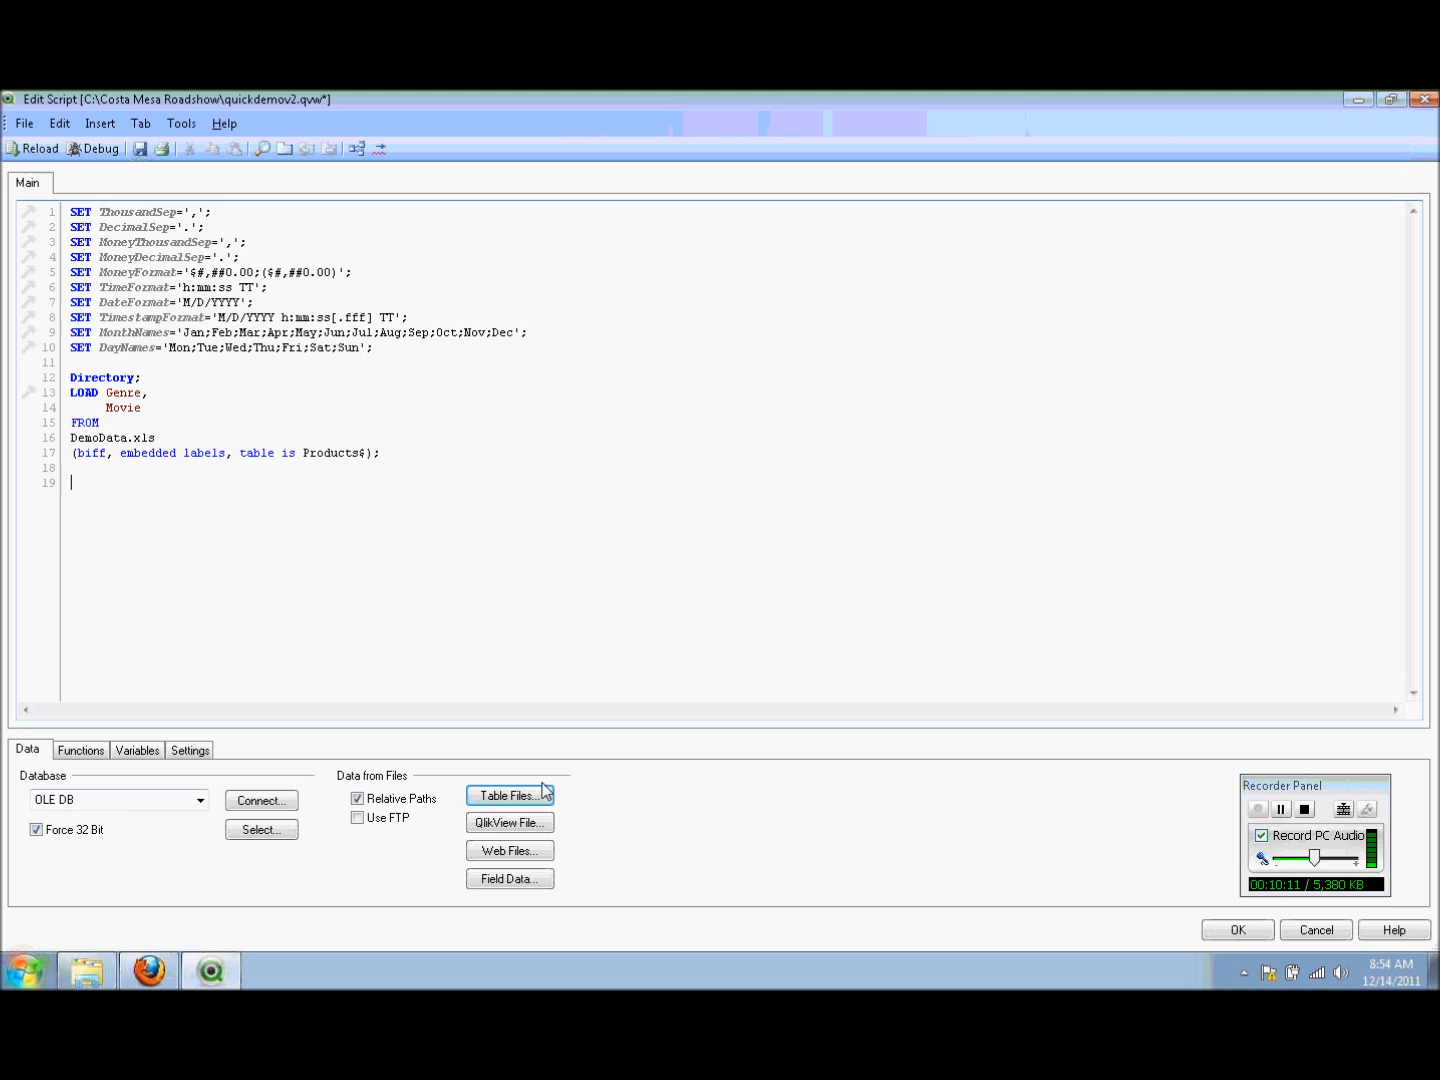 Edit Script [C:\Costa Mesa Roadshow\quickdemov2.qvw*]
File Edit Insert Tab Tools Help
Reload Debug
Main
1 SET ThousandSep=',';
2 SET DecimalSep='.';
3 SET MoneyThousandSep=',';
4 SET MoneyDecimalSep='.';
5 SET MoneyFormat='$#,##0.00;($#,##0.00)';
6 SET TimeFormat='h:mm:ss TT';
7 SET DateFormat='M/D/YYYY';
8 SET TimestampFormat='M/D/YYYY h:mm:ss[.fff] TT';
9 SET MonthNames='Jan;Feb;Mar;Apr;May;Jun;Jul;Aug;Sep;Oct;Nov;Dec';
10 SET DayNames='Mon;Tue;Wed;Thu;Fri;Sat;Sun';
11
12 Directory;
13 LOAD Genre,
14 Movie
15 FROM
16 DemoData.xls
17 (biff, embedded labels, table is Products$);
18
19
Data Functions Variables Settings
Database
OLE DB
Connect...
Force 32 Bit
Select...
Data from Files
Relative Paths
Use FTP
Table Files...
QlikView File...
Web Files...
Field Data...
Recorder Panel
Record PC Audio
- +
00:10:11 / 5,380 KB
OK Cancel Help
8:54 AM
12/14/2011